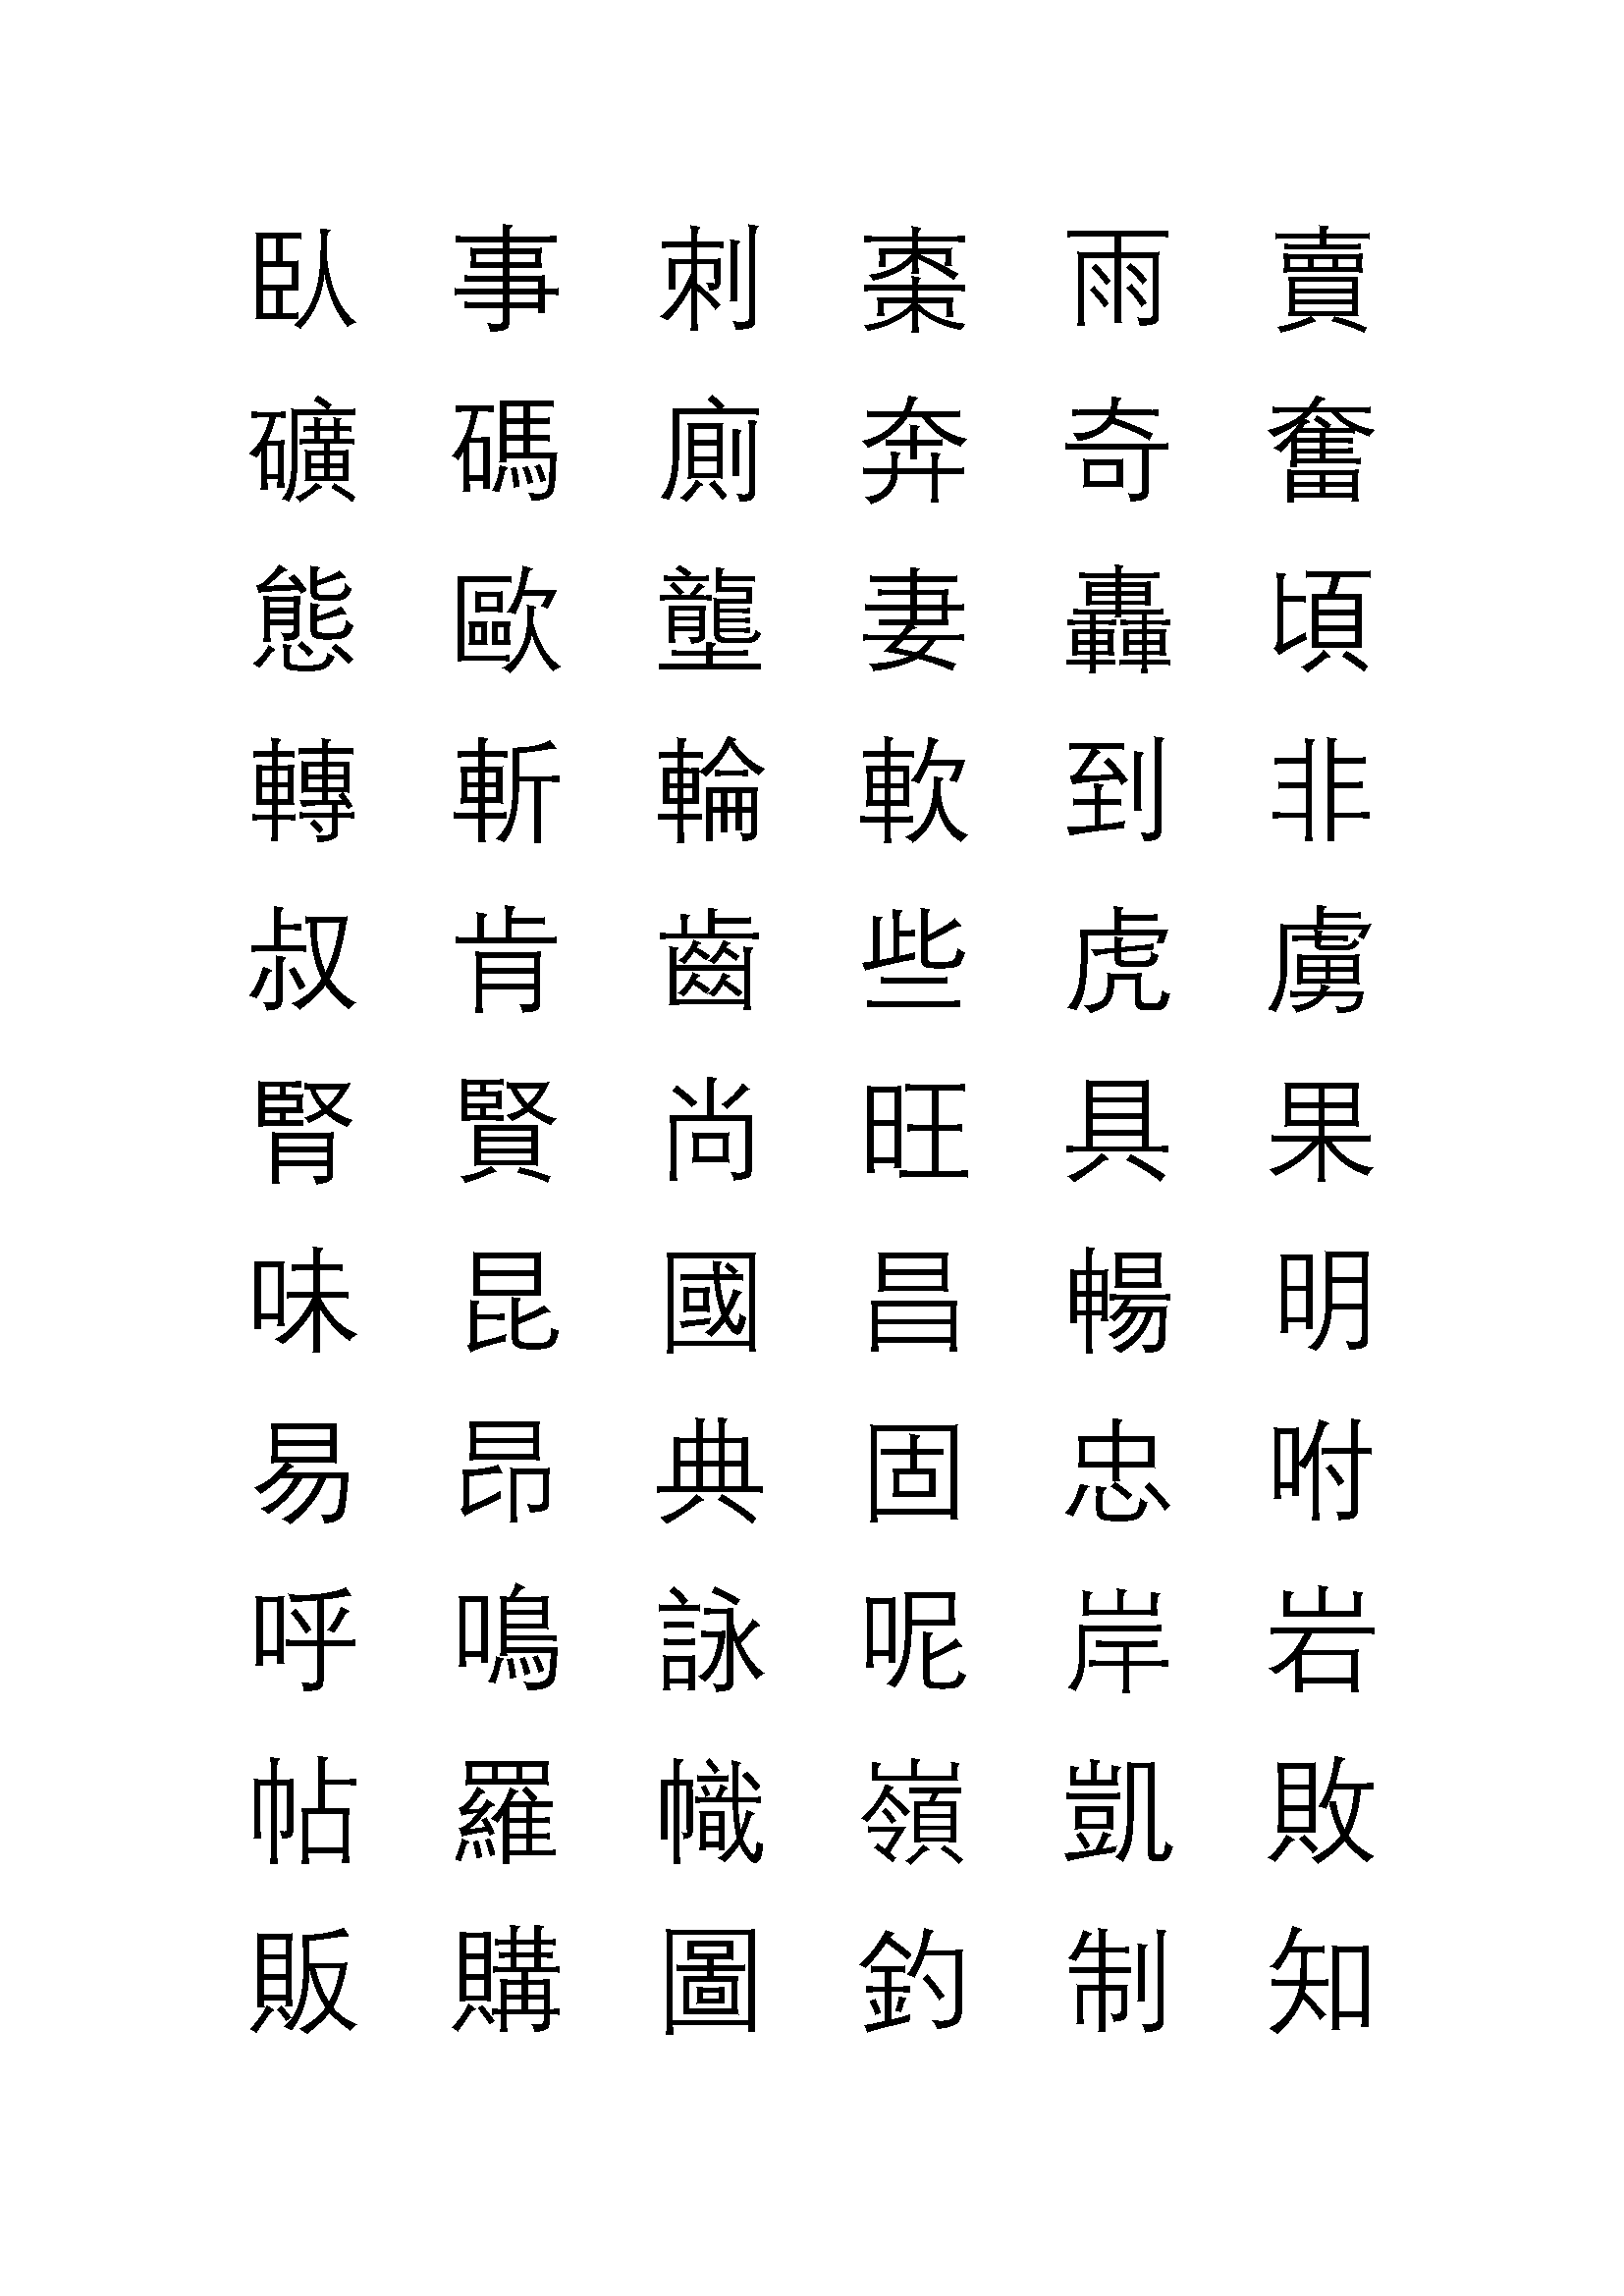 臥 事 刺 棗 雨 賣
礦 碼 廁 奔 奇 奮
態 歐 壟 妻 轟 頃
轉 斬 輪 軟 到 非
叔 肯 齒 些 虎 虜
腎 賢 尚 旺 具 果
味 昆 國 昌 暢 明
易 昂 典 固 忠 咐
呼 鳴 詠 呢 岸 岩
帖 羅 幟 嶺 凱 敗
販 購 圖 釣 制 知